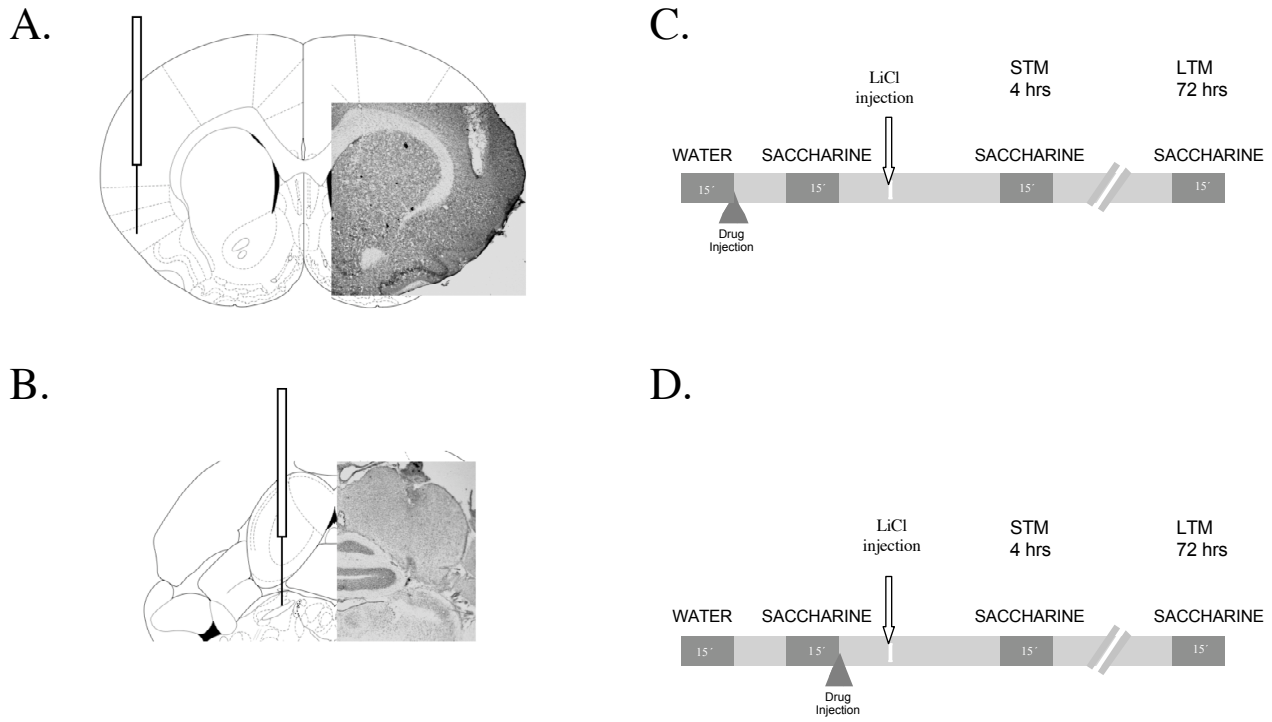 A.
C.
LiCl
injection
STM
4 hrs
LTM
72 hrs
WATER
SACCHARINE
SACCHARINE
SACCHARINE
15´
15´
15´
15´
Drug
Injection
B.
D.
LiCl
injection
STM
4 hrs
LTM
72 hrs
WATER
SACCHARINE
SACCHARINE
SACCHARINE
15´
15´
15´
15´
Drug
Injection